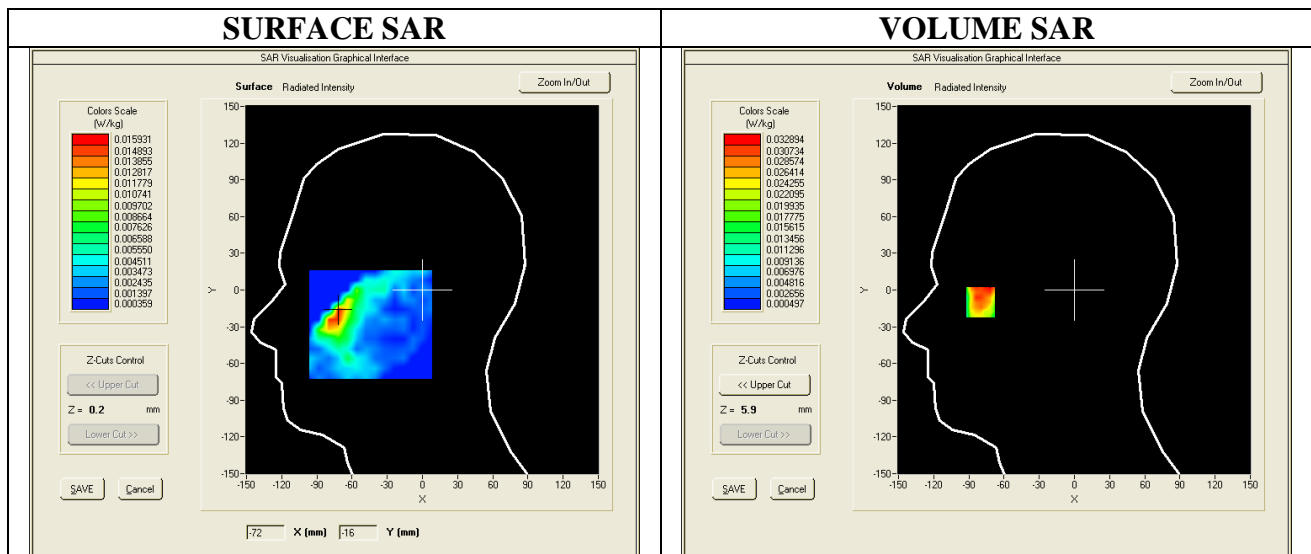 SURFACE SAR
SAR Visualisation Graphical Interface
Surface Radiated Intensity
Zoom In/Out
Colors Scale
(W/kg)
0.015931
0.014893
0.013855
0.012817
0.011779
0.010741
0.009702
0.008664
0.007626
0.006588
0.005550
0.004511
0.003473
0.002435
0.001397
0.000359
Z-Cuts Control
<< Upper Cut
Z = 0.2 mm
Lower Cut >>
SAVE Cancel
150
120
90
60
30
0
-30
-60
-90
-120
-150
Y
-150 -120 -90 -60 -30 0 30 60 90 120 150
X
-72 X (mm) -16 Y (mm)
VOLUME SAR
SAR Visualisation Graphical Interface
Volume Radiated Intensity
Zoom In/Out
Colors Scale
(W/kg)
0.032894
0.030734
0.028574
0.026414
0.024255
0.022095
0.019935
0.017775
0.015615
0.013456
0.011296
0.009136
0.006976
0.004816
0.002656
0.000497
Z-Cuts Control
<< Upper Cut
Z = 5.9 mm
Lower Cut >>
SAVE Cancel
150
120
90
60
30
0
-30
-60
-90
-120
-150
Y
-150 -120 -90 -60 -30 0 30 60 90 120 150
X